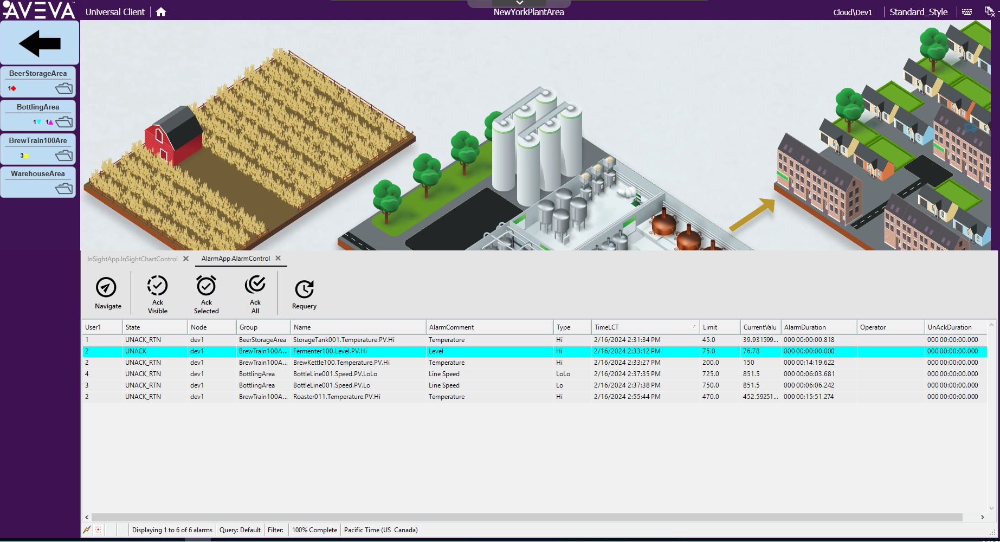 AVEVA
Universal Client
NewYorkPlantArea
Cloud\Dev1
Standard_Style
BeerStorageArea
1
BottlingArea
1 1
BrewTrain100Are
3
WarehouseArea
InSightApp.InSightChartControl
AlarmApp.AlarmControl
Navigate
Ack Visible
Ack Selected
Ack All
Requery
User1 State Node Group Name AlarmComment Type TimeLCT Limit CurrentValu AlarmDuration Operator UnAckDuration
1 UNACK_RTN dev1 BeerStorageArea StorageTank001.Temperature.PV.Hi Temperature Hi 2/16/2024 2:31:34 PM 45.0 39.931599... 000 00:00:00.818 000 00:00:00.000
2 UNACK dev1 BrewTrain100A... Fermenter100.Level.PV.Hi Level Hi 2/16/2024 2:33:12 PM 75.0 76.78 000 00:00:00.000 000 00:00:00.000
2 UNACK_RTN dev1 BrewTrain100A... BrewKettle100.Temperature.PV.Hi Temperature Hi 2/16/2024 2:33:27 PM 200.0 150 000 00:14:19.622 000 00:00:00.000
4 UNACK_RTN dev1 BottlingArea BottleLine001.Speed.PV.LoLo Line Speed LoLo 2/16/2024 2:37:35 PM 725.0 851.5 000 00:06:03.681 000 00:00:00.000
3 UNACK_RTN dev1 BottlingArea BottleLine001.Speed.PV.Lo Line Speed Lo 2/16/2024 2:37:38 PM 750.0 851.5 000 00:06:06.242 000 00:00:00.000
2 UNACK_RTN dev1 BrewTrain100A... Roaster011.Temperature.PV.Hi Temperature Hi 2/16/2024 2:55:44 PM 470.0 452.59251... 000 00:15:51.274 000 00:00:00.000
Displaying 1 to 6 of 6 alarms Query: Default Filter: 100% Complete Pacific Time (US  Canada)